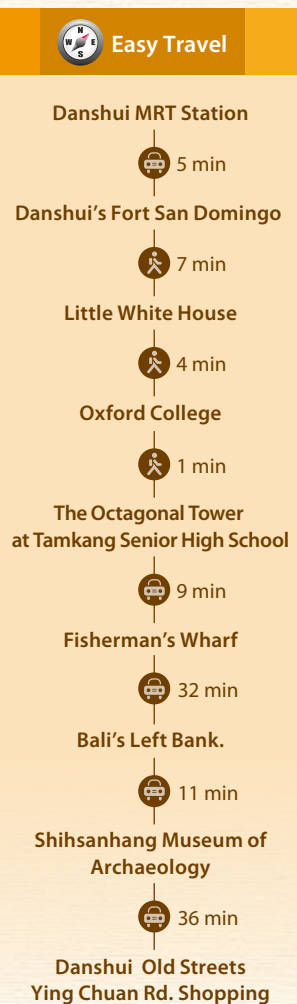 N
W E
S
Easy Travel
Danshui MRT Station
5 min
Danshui's Fort San Domingo
7 min
Little White House
4 min
Oxford College
1 min
The Octagonal Tower
at Tamkang Senior High School
9 min
Fisherman's Wharf
32 min
Bali's Left Bank.
11 min
Shihsanhang Museum of
Archaeology
36 min
Danshui Old Streets
Ying Chuan Rd. Shopping